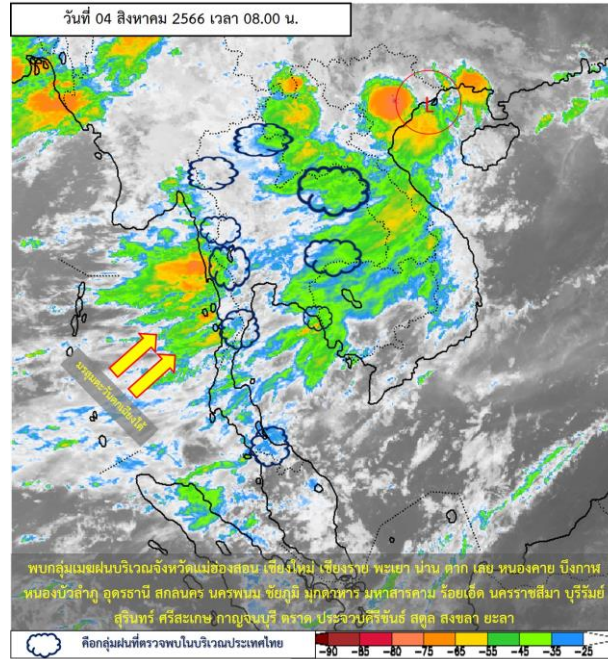 วันที่ 04 สิงหาคม 2566 เวลา 08.00 น.
L
มรสุมตะวันตกเฉียงใต้
พบกลุ่มเมฆฝนบริเวณจังหวัดแม่ฮ่องสอน เชียงใหม่ เชียงราย พะเยา น่าน ตาก เลย หนองคาย บึงกาฬ
หนองบัวลำภู อุดรธานี สกลนคร นครพนม ชัยภูมิ มุกดาหาร มหาสารคาม ร้อยเอ็ด นครราชสีมา บุรีรัมย์
สุรินทร์ ศรีสะเกษ กาญจนบุรี ตราด ประจวบคีรีขันธ์ สตูล สงขลา ยะลา
คือกลุ่มฝนที่ตรวจพบในบริเวณประเทศไทย
-90 -85 -80 -75 -65 -55 -45 -35 -25